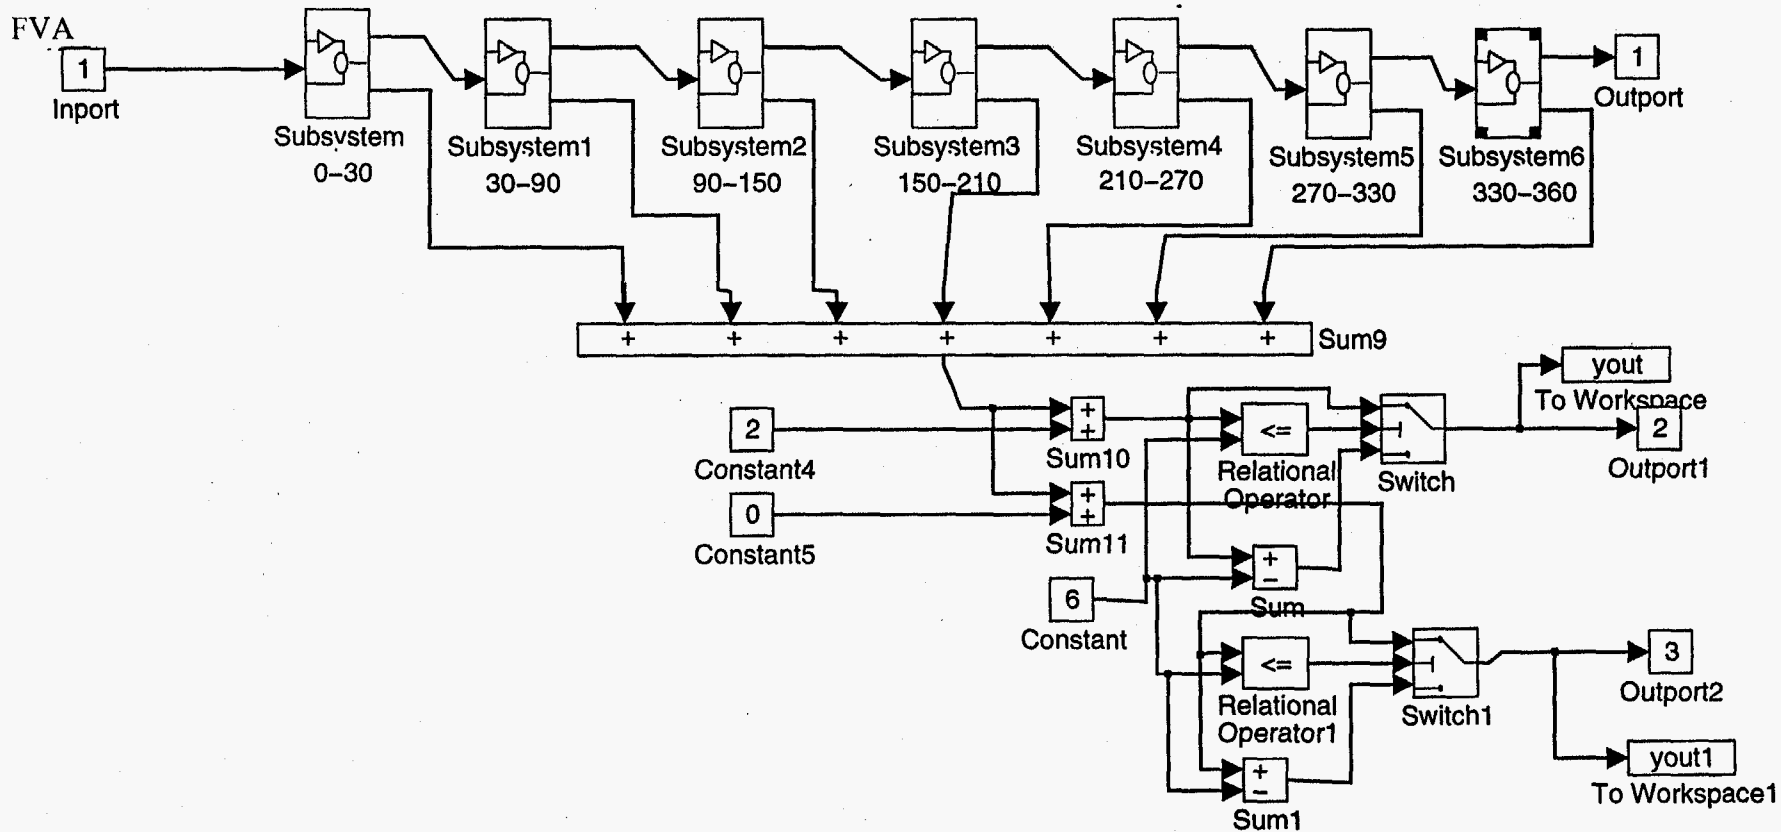 FVA
1
Inport
Subsystem
0–30
Subsystem1
30–90
Subsystem2
90–150
Subsystem3
150–210
Subsystem4
210–270
Subsystem5
270–330
Subsystem6
330–360
1
Outport
+ + + + + + +
Sum9
2
Constant4
0
Constant5
+
+
Sum10
+
+
Sum11
6
Constant
<=
Relational
Operator
+
−
Sum
Switch
yout
To Workspace
2
Outport1
<=
Relational
Operator1
+
−
Sum1
Switch1
3
Outport2
yout1
To Workspace1